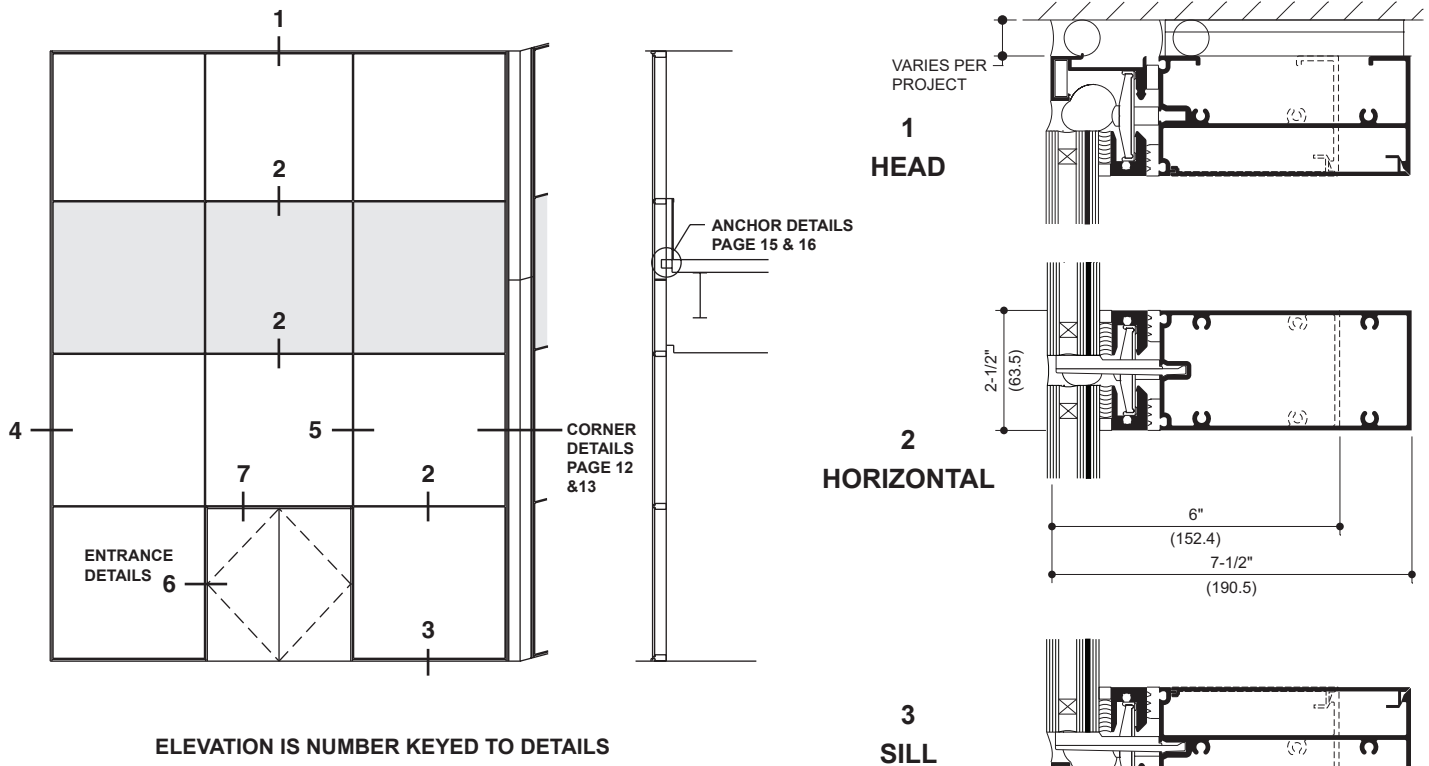 1
2
2
4
5
7
2
ENTRANCE
DETAILS
6
3
CORNER
DETAILS
PAGE 12
&13
ANCHOR DETAILS
PAGE 15 & 16
ELEVATION IS NUMBER KEYED TO DETAILS
VARIES PER
PROJECT
1
HEAD
2-1/2"
(63.5)
2
HORIZONTAL
6"
(152.4)
7-1/2"
(190.5)
3
SILL